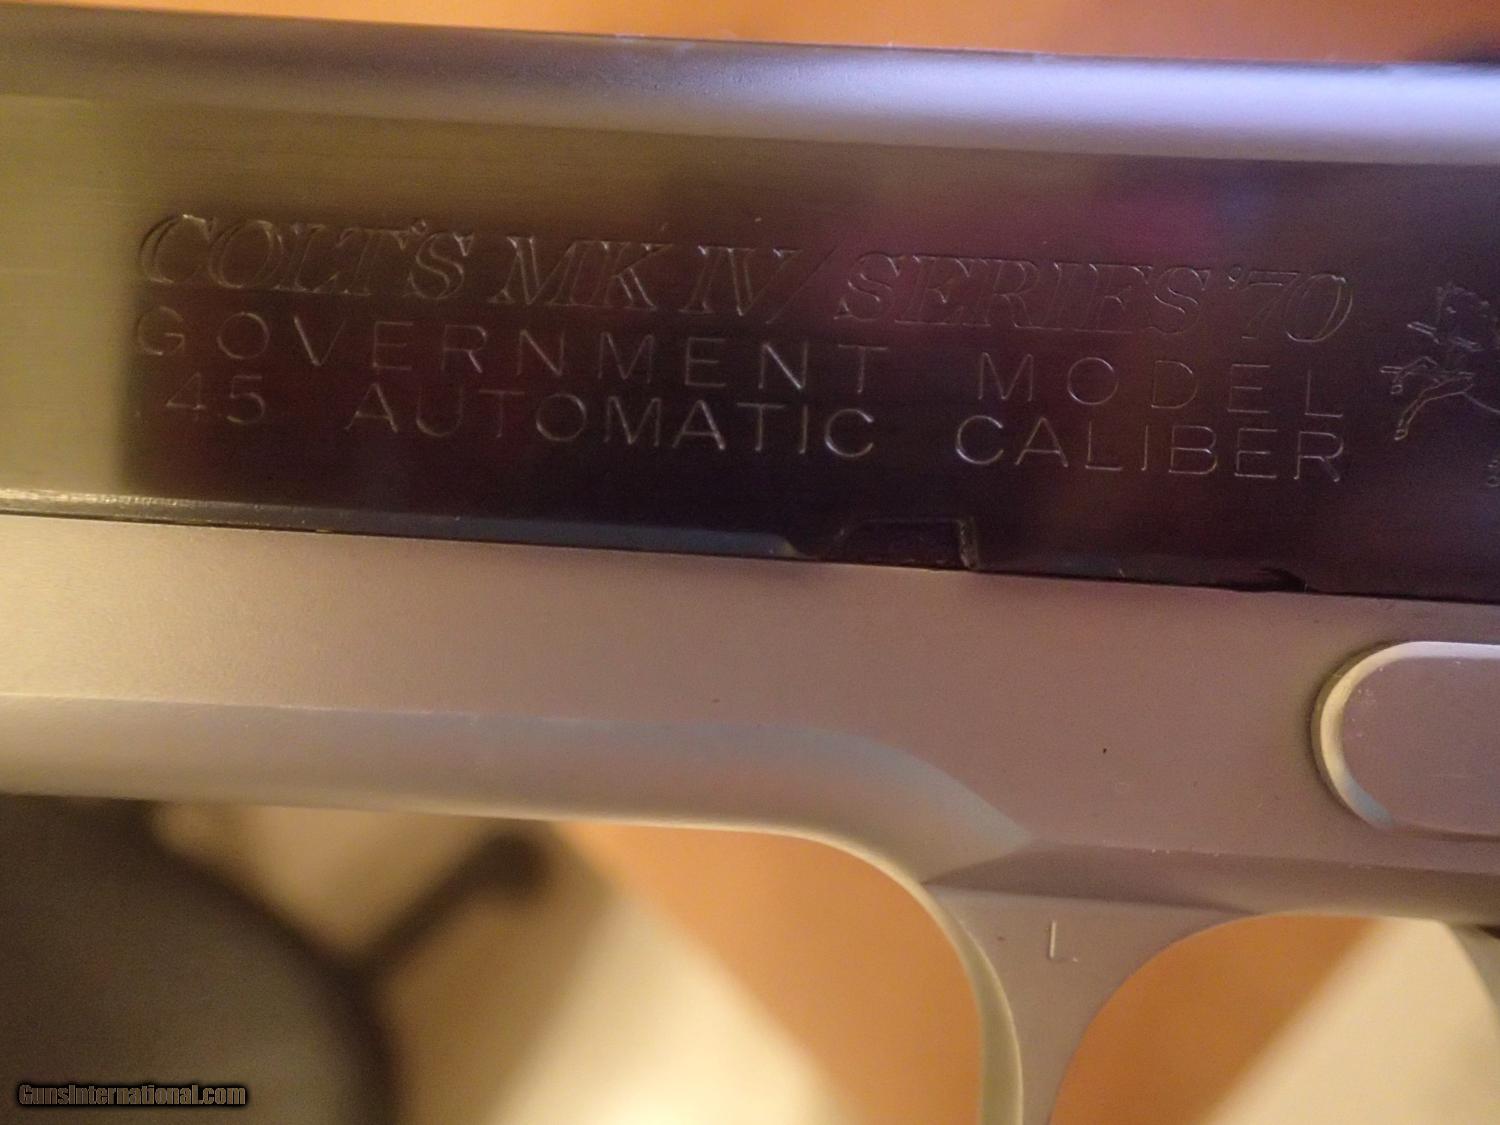 COLT'S MK IV/SERIES'70
GOVERNMENT MODEL
45 AUTOMATIC CALIBER
L
GunsInternational.com